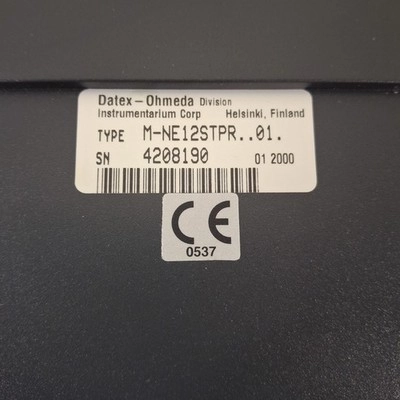 Datex-Ohmeda Division
Instrumentarium Corp Helsinki, Finland
TYPE M-NE12STPR..01.
SN 4208190 01 2000
CE
0537